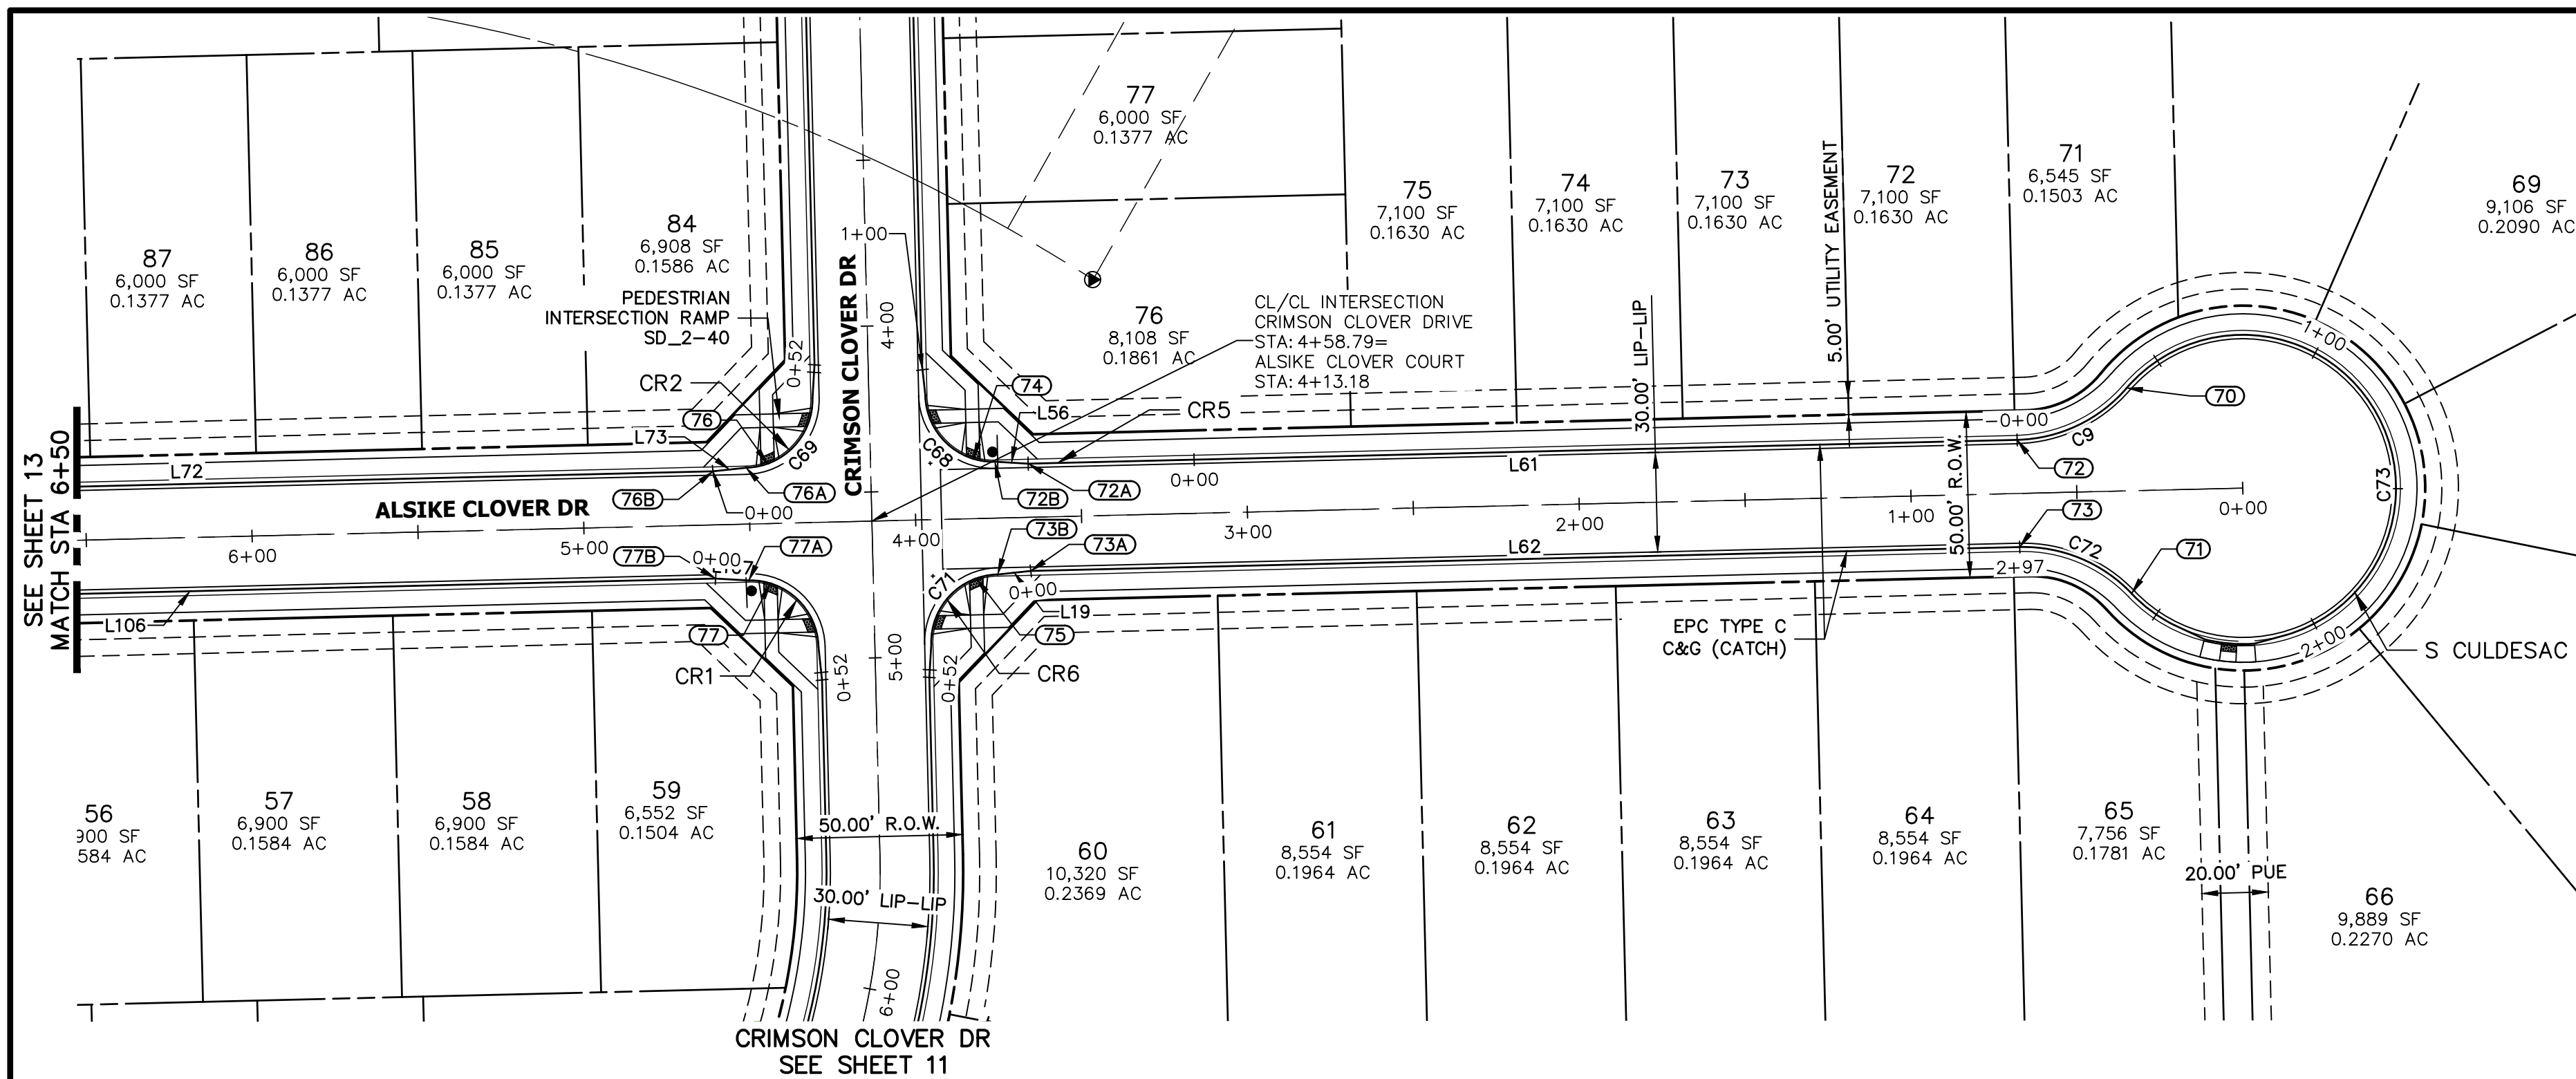 77
6,000 SF
0.1377 AC
87
6,000 SF
0.1377 AC
86
6,000 SF
0.1377 AC
85
6,000 SF
0.1377 AC
84
6,908 SF
0.1586 AC
PEDESTRIAN
INTERSECTION RAMP
SD_2-40
CR2
76
L73
L72
76B
76A
C69
0+52
CRIMSON CLOVER DR
4+00
1+00
76
8,108 SF
0.1861 AC
CL/CL INTERSECTION
CRIMSON CLOVER DRIVE
STA: 4+58.79=
ALSIKE CLOVER COURT
STA: 4+13.18
75
7,100 SF
0.1630 AC
74
7,100 SF
0.1630 AC
73
7,100 SF
0.1630 AC
72
7,100 SF
0.1630 AC
71
6,545 SF
0.1503 AC
69
9,106 SF
0.2090 AC
5.00' UTILITY EASEMENT
30.00' LIP-LIP
74
L56
CR5
C68
72B
72A
0+00
L61
-0+00
C9
70
72
1+00
C73
SEE SHEET 13
MATCH STA 6+50
ALSIKE CLOVER DR
0+00
6+00
5+00
4+00
3+00
2+00
1+00
0+00
50.00' R.O.W.
77B
0+00
77A
73B
73A
L62
73
C72
71
2+97
2+00
S CULDESAC
L106
77
CR1
C71
0+00
L19
75
CR6
0+52
5+00
0+52
EPC TYPE C
C&G (CATCH)
56
900 SF
584 AC
57
6,900 SF
0.1584 AC
58
6,900 SF
0.1584 AC
59
6,552 SF
0.1504 AC
50.00' R.O.W.
30.00' LIP-LIP
60
10,320 SF
0.2369 AC
61
8,554 SF
0.1964 AC
62
8,554 SF
0.1964 AC
63
8,554 SF
0.1964 AC
64
8,554 SF
0.1964 AC
65
7,756 SF
0.1781 AC
20.00' PUE
66
9,889 SF
0.2270 AC
6+00
CRIMSON CLOVER DR
SEE SHEET 11